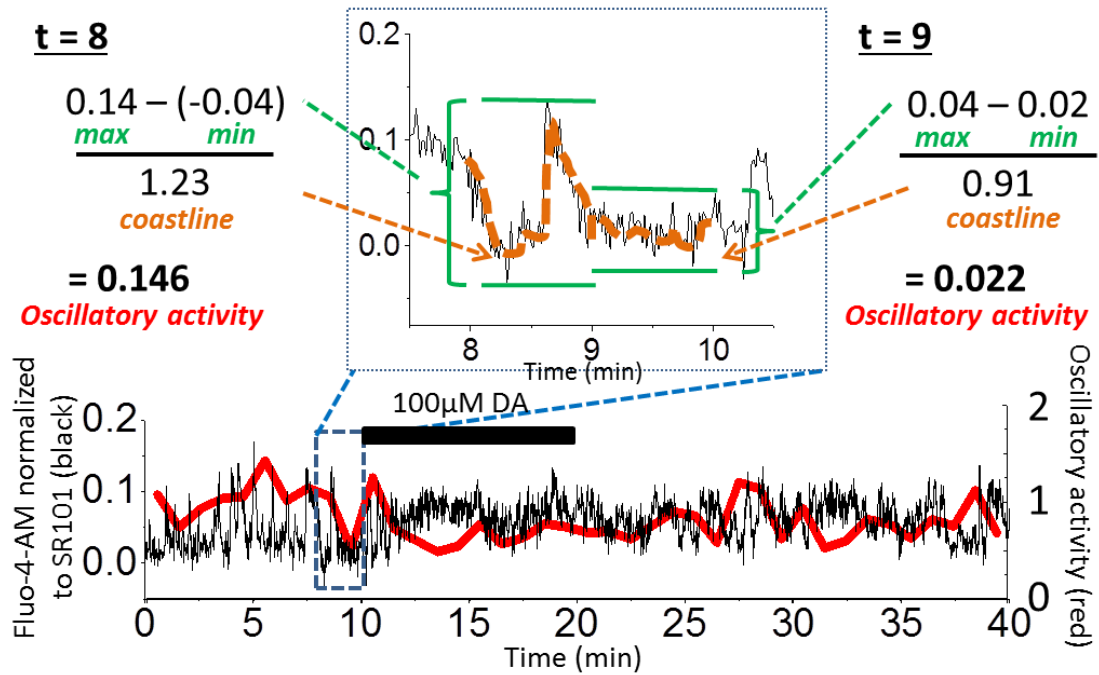 t = 8
0.14 – (-0.04)
max min
1.23
coastline
= 0.146
Oscillatory activity
0.2
0.1
0.0
8 9 10
Time (min)
t = 9
0.04 – 0.02
max min
0.91
coastline
= 0.022
Oscillatory activity
100µM DA
Fluo-4-AM normalized
to SR101 (black)
0.2
0.1
0.0
0 5 10 15 20 25 30 35 40
Time (min)
2
1
0
Oscillatory
activity (red)